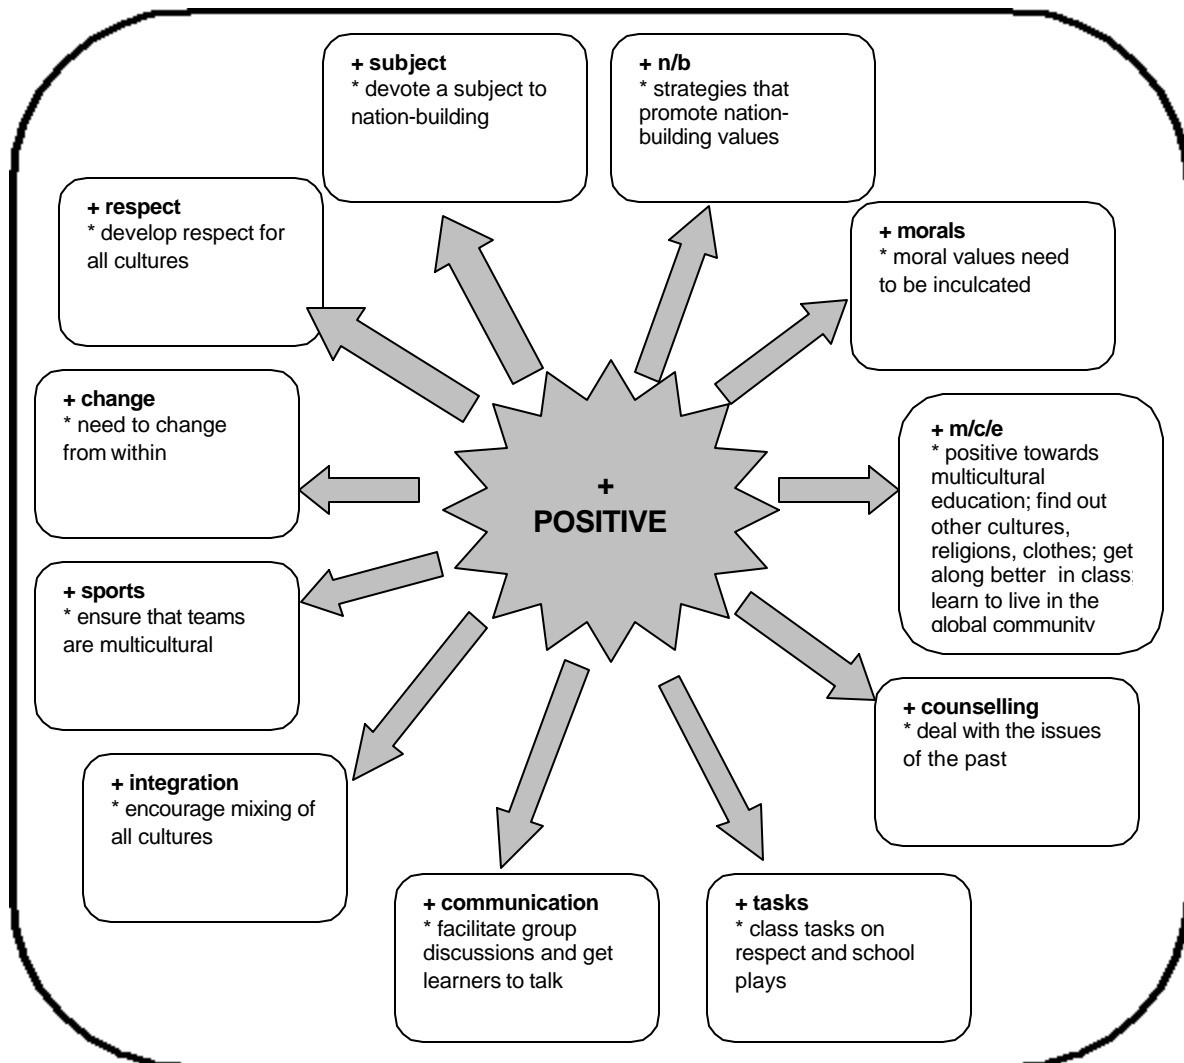 + subject
* devote a subject to
nation-building
+ n/b
* strategies that
promote nation-
building values
+ respect
* develop respect for
all cultures
+ morals
* moral values need
to be inculcated
+ change
* need to change
from within
+ m/c/e
* positive towards
multicultural
education; find out
other cultures,
religions, clothes; get
along better in class;
learn to live in the
global community
+
POSITIVE
+ sports
* ensure that teams
are multicultural
+ counselling
* deal with the issues
of the past
+ integration
* encourage mixing of
all cultures
+ communication
* facilitate group
discussions and get
learners to talk
+ tasks
* class tasks on
respect and school
plays